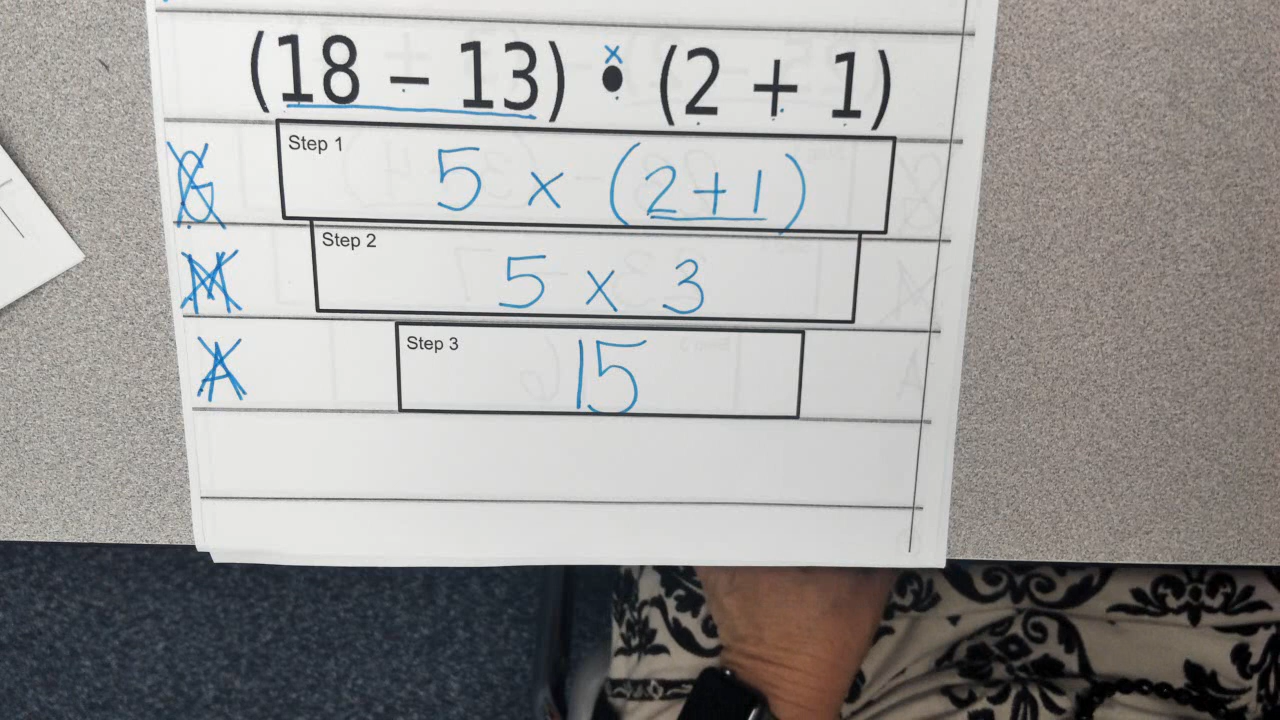 ×
(18 − 13) • (2 + 1)
G
Step 1
5 × (2 + 1)
M
Step 2
5 × 3
A
Step 3
15